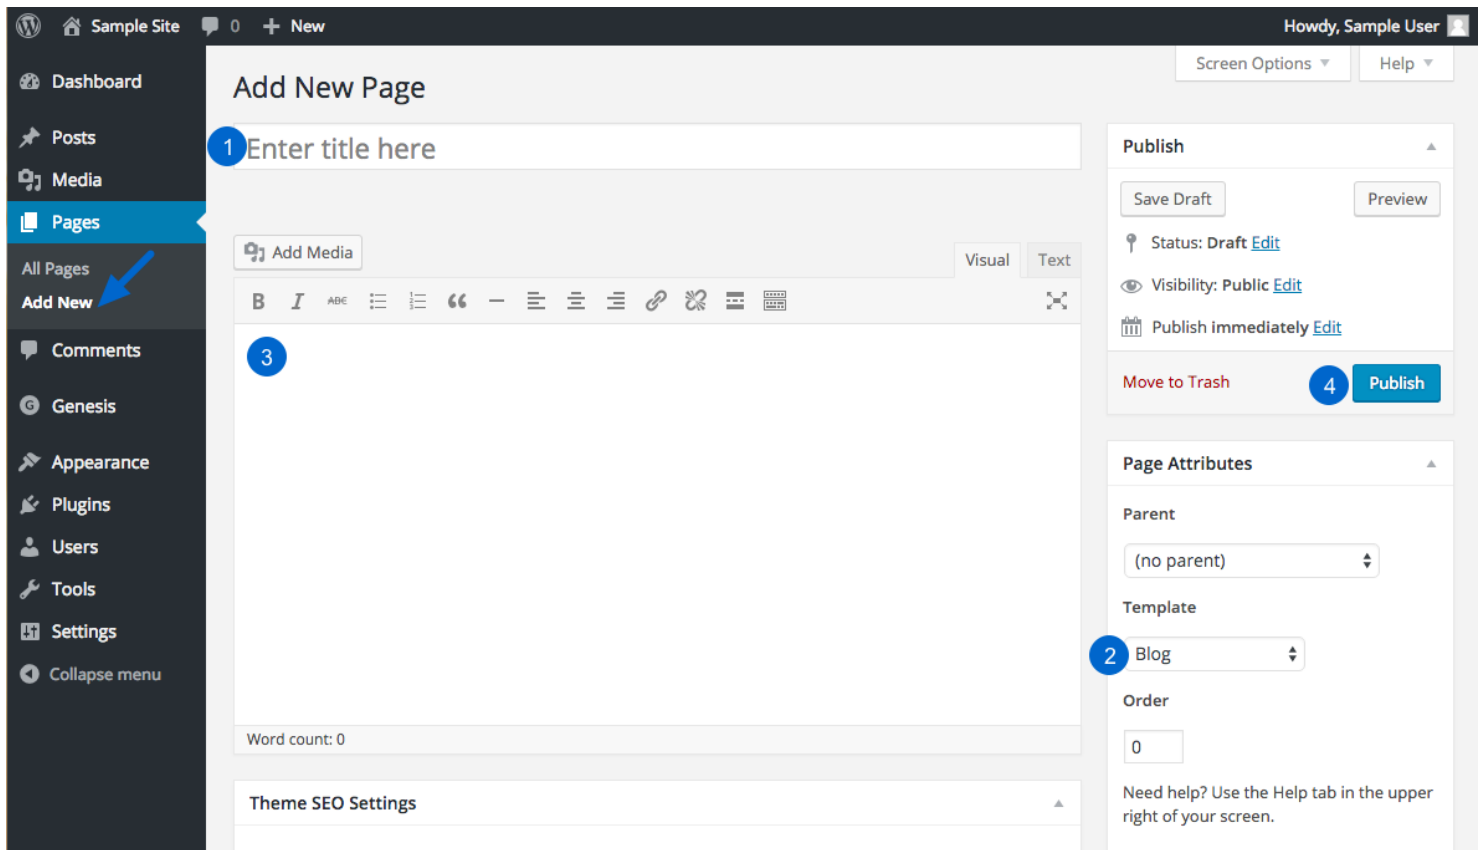 Sample Site 0 + New Howdy, Sample User
Dashboard
Posts
Media
Pages
All Pages
Add New
Comments
Genesis
Appearance
Plugins
Users
Tools
Settings
Collapse menu
Screen Options Help
Add New Page
1 Enter title here
Add Media
Visual Text
B I ABC
3
Word count: 0
Theme SEO Settings
Publish
Save Draft Preview
Status: Draft Edit
Visibility: Public Edit
Publish immediately Edit
Move to Trash 4 Publish
Page Attributes
Parent
(no parent)
Template
2 Blog
Order
0
Need help? Use the Help tab in the upper
right of your screen.